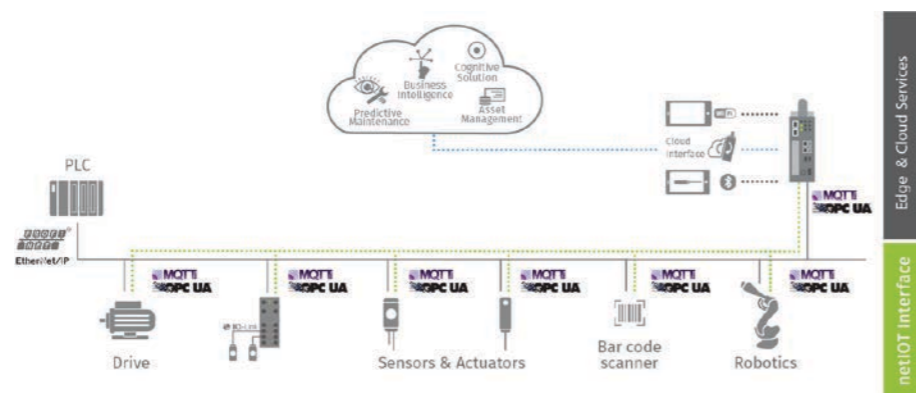 Cognitive
Solution
Business
Intelligence
Predictive
Maintenance
Asset
Management
Cloud
Interface
Edge & Cloud Services
PLC
MQTT
OPC UA
PROFI
NET
EtherNet/IP
MQTT
OPC UA
MQTT
OPC UA
MQTT
OPC UA
MQTT
OPC UA
MQTT
OPC UA
MQTT
OPC UA
IO-Link
Drive
Sensors & Actuators
Bar code
scanner
Robotics
netIOT Interface